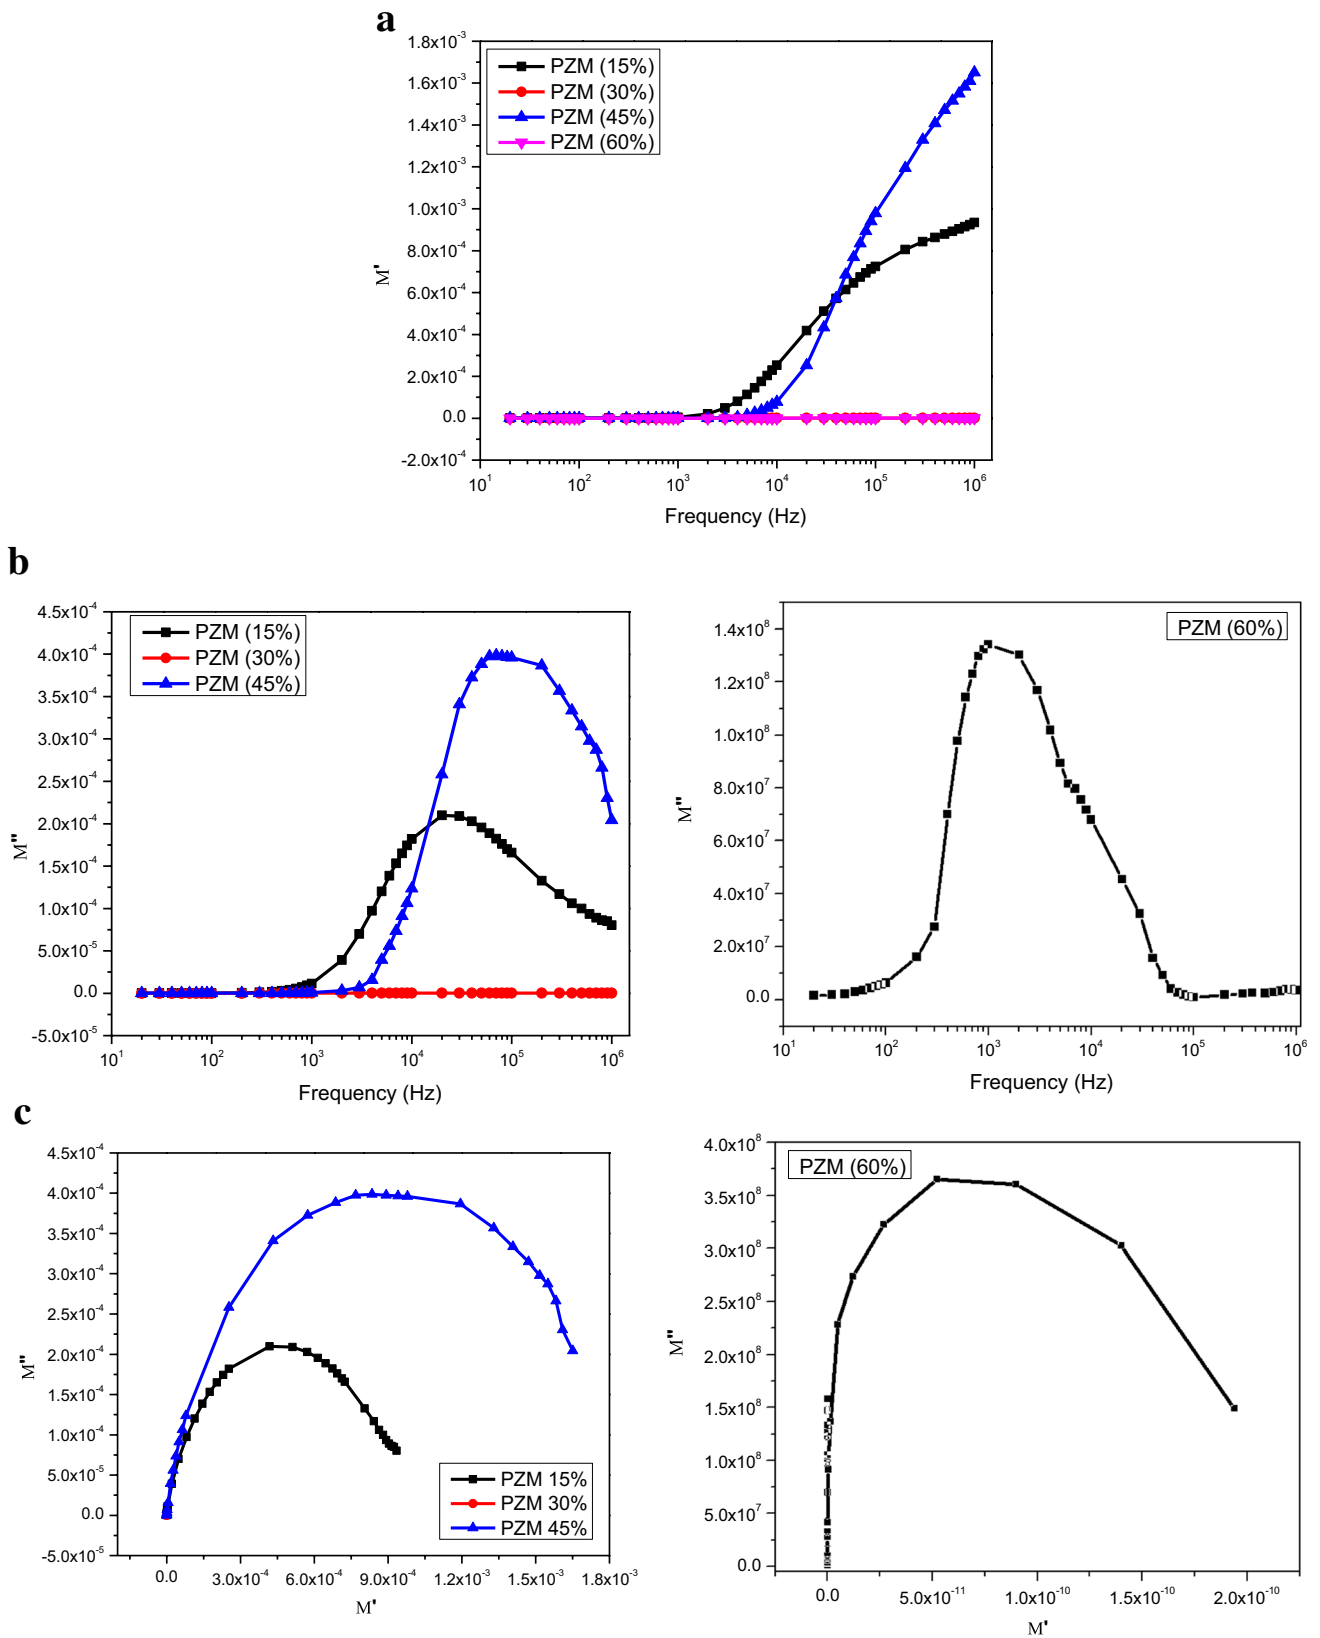 a
1.8x10⁻³
1.6x10⁻³
1.4x10⁻³
1.2x10⁻³
1.0x10⁻³
8.0x10⁻⁴
6.0x10⁻⁴
4.0x10⁻⁴
2.0x10⁻⁴
0.0
-2.0x10⁻⁴
M'
PZM (15%)
PZM (30%)
PZM (45%)
PZM (60%)
10¹ 10² 10³ 10⁴ 10⁵ 10⁶
Frequency (Hz)
b
4.5x10⁻⁴
4.0x10⁻⁴
3.5x10⁻⁴
3.0x10⁻⁴
2.5x10⁻⁴
2.0x10⁻⁴
1.5x10⁻⁴
1.0x10⁻⁴
5.0x10⁻⁵
0.0
-5.0x10⁻⁵
M"
PZM (15%)
PZM (30%)
PZM (45%)
10¹ 10² 10³ 10⁴ 10⁵ 10⁶
Frequency (Hz)
1.4x10⁸
1.2x10⁸
1.0x10⁸
8.0x10⁷
6.0x10⁷
4.0x10⁷
2.0x10⁷
0.0
M"
PZM (60%)
10¹ 10² 10³ 10⁴ 10⁵ 10⁶
Frequency (Hz)
c
4.5x10⁻⁴
4.0x10⁻⁴
3.5x10⁻⁴
3.0x10⁻⁴
2.5x10⁻⁴
2.0x10⁻⁴
1.5x10⁻⁴
1.0x10⁻⁴
5.0x10⁻⁵
0.0
-5.0x10⁻⁵
M"
PZM 15%
PZM 30%
PZM 45%
0.0 3.0x10⁻⁴ 6.0x10⁻⁴ 9.0x10⁻⁴ 1.2x10⁻³ 1.5x10⁻³ 1.8x10⁻³
M'
4.0x10⁸
3.5x10⁸
3.0x10⁸
2.5x10⁸
2.0x10⁸
1.5x10⁸
1.0x10⁸
5.0x10⁷
0.0
M"
PZM (60%)
0.0 5.0x10⁻¹¹ 1.0x10⁻¹⁰ 1.5x10⁻¹⁰ 2.0x10⁻¹⁰
M'